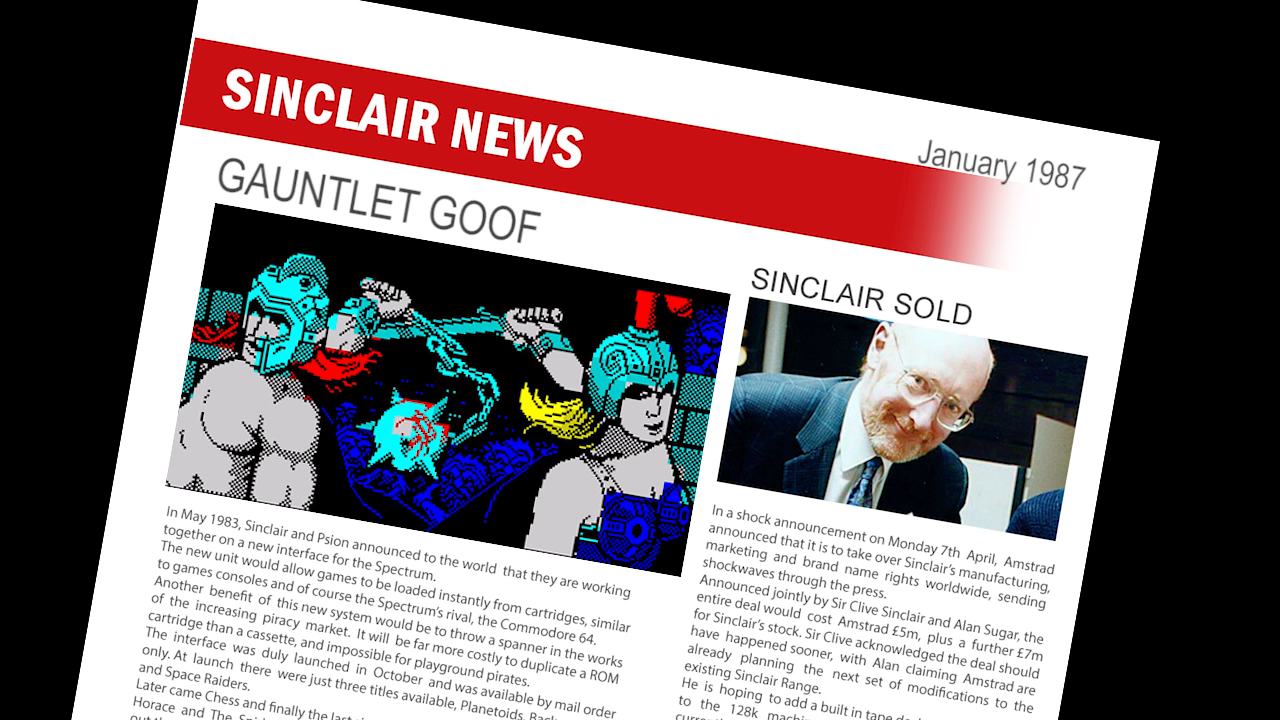 SINCLAIR NEWS
January 1987
GAUNTLET GOOF
In May 1983, Sinclair and Psion announced to the world that they are working
together on a new interface for the Spectrum.
The new unit would allow games to be loaded instantly from cartridges, similar
to games consoles and of course the Spectrum's rival, the Commodore 64.
Another benefit of this new system would be to throw a spanner in the works
of the increasing piracy market. It will be far more costly to duplicate a ROM
cartridge than a cassette, and impossible for playground pirates.
The interface was duly launched in October and was available by mail order
only. At launch there were just three titles available, Planetoids,
and Space Raiders.
Later came Chess and finally the last
Horace and The
SINCLAIR SOLD
In a shock announcement on Monday 7th April, Amstrad
announced that it is to take over Sinclair's manufacturing,
marketing and brand name rights worldwide, sending
shockwaves through the press.
Announced jointly by Sir Clive Sinclair and Alan Sugar, the
entire deal would cost Amstrad £5m, plus a further £7m
for Sinclair's stock. Sir Clive acknowledged the deal should
have happened sooner, with Alan claiming Amstrad are
already planning the next set of modifications to the
existing Sinclair Range.
He is hoping to add a built in tape
to the 128k